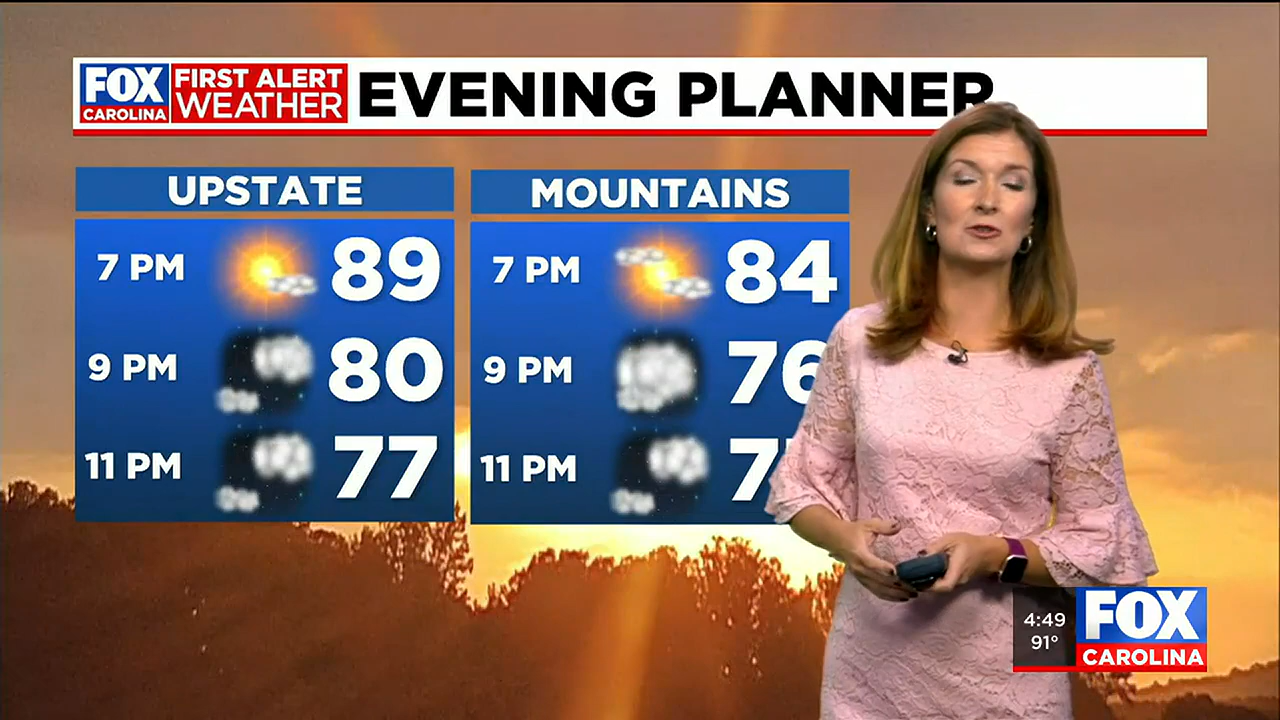 FOX CAROLINA
FIRST ALERT WEATHER
EVENING PLANNER
UPSTATE
7 PM 89
9 PM 80
11 PM 77
MOUNTAINS
7 PM 84
9 PM 76
11 PM
4:49
91°
FOX
CAROLINA